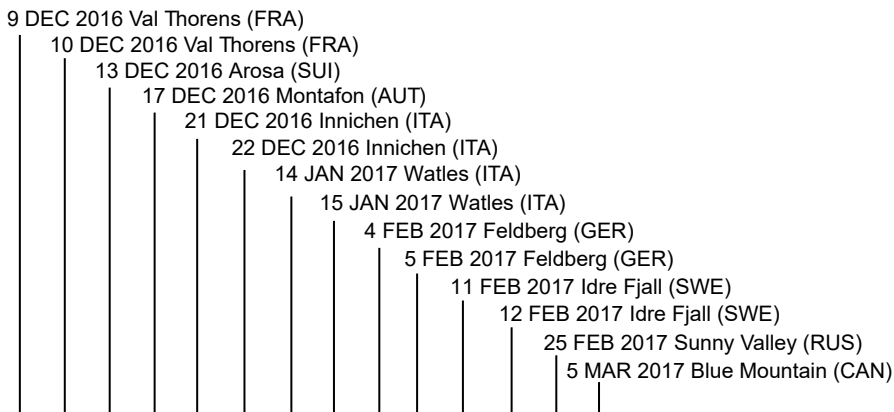 9 DEC 2016 Val Thorens (FRA)
10 DEC 2016 Val Thorens (FRA)
13 DEC 2016 Arosa (SUI)
17 DEC 2016 Montafon (AUT)
21 DEC 2016 Innichen (ITA)
22 DEC 2016 Innichen (ITA)
14 JAN 2017 Watles (ITA)
15 JAN 2017 Watles (ITA)
4 FEB 2017 Feldberg (GER)
5 FEB 2017 Feldberg (GER)
11 FEB 2017 Idre Fjall (SWE)
12 FEB 2017 Idre Fjall (SWE)
25 FEB 2017 Sunny Valley (RUS)
5 MAR 2017 Blue Mountain (CAN)